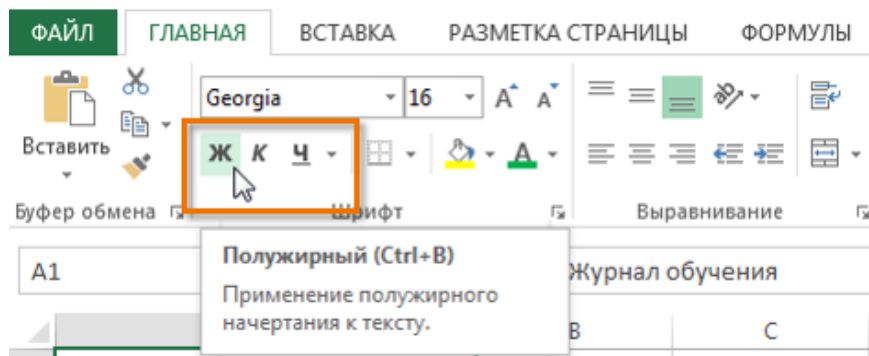 ФАЙЛ ГЛАВНАЯ ВСТАВКА РАЗМЕТКА СТРАНИЦЫ ФОРМУЛЫ
Georgia 16 A A
Вставить Ж К Ч А
Буфер обмена Шрифт Выравнивание
A1 Журнал обучения
Полужирный (Ctrl+B)
Применение полужирного
начертания к тексту.
B C